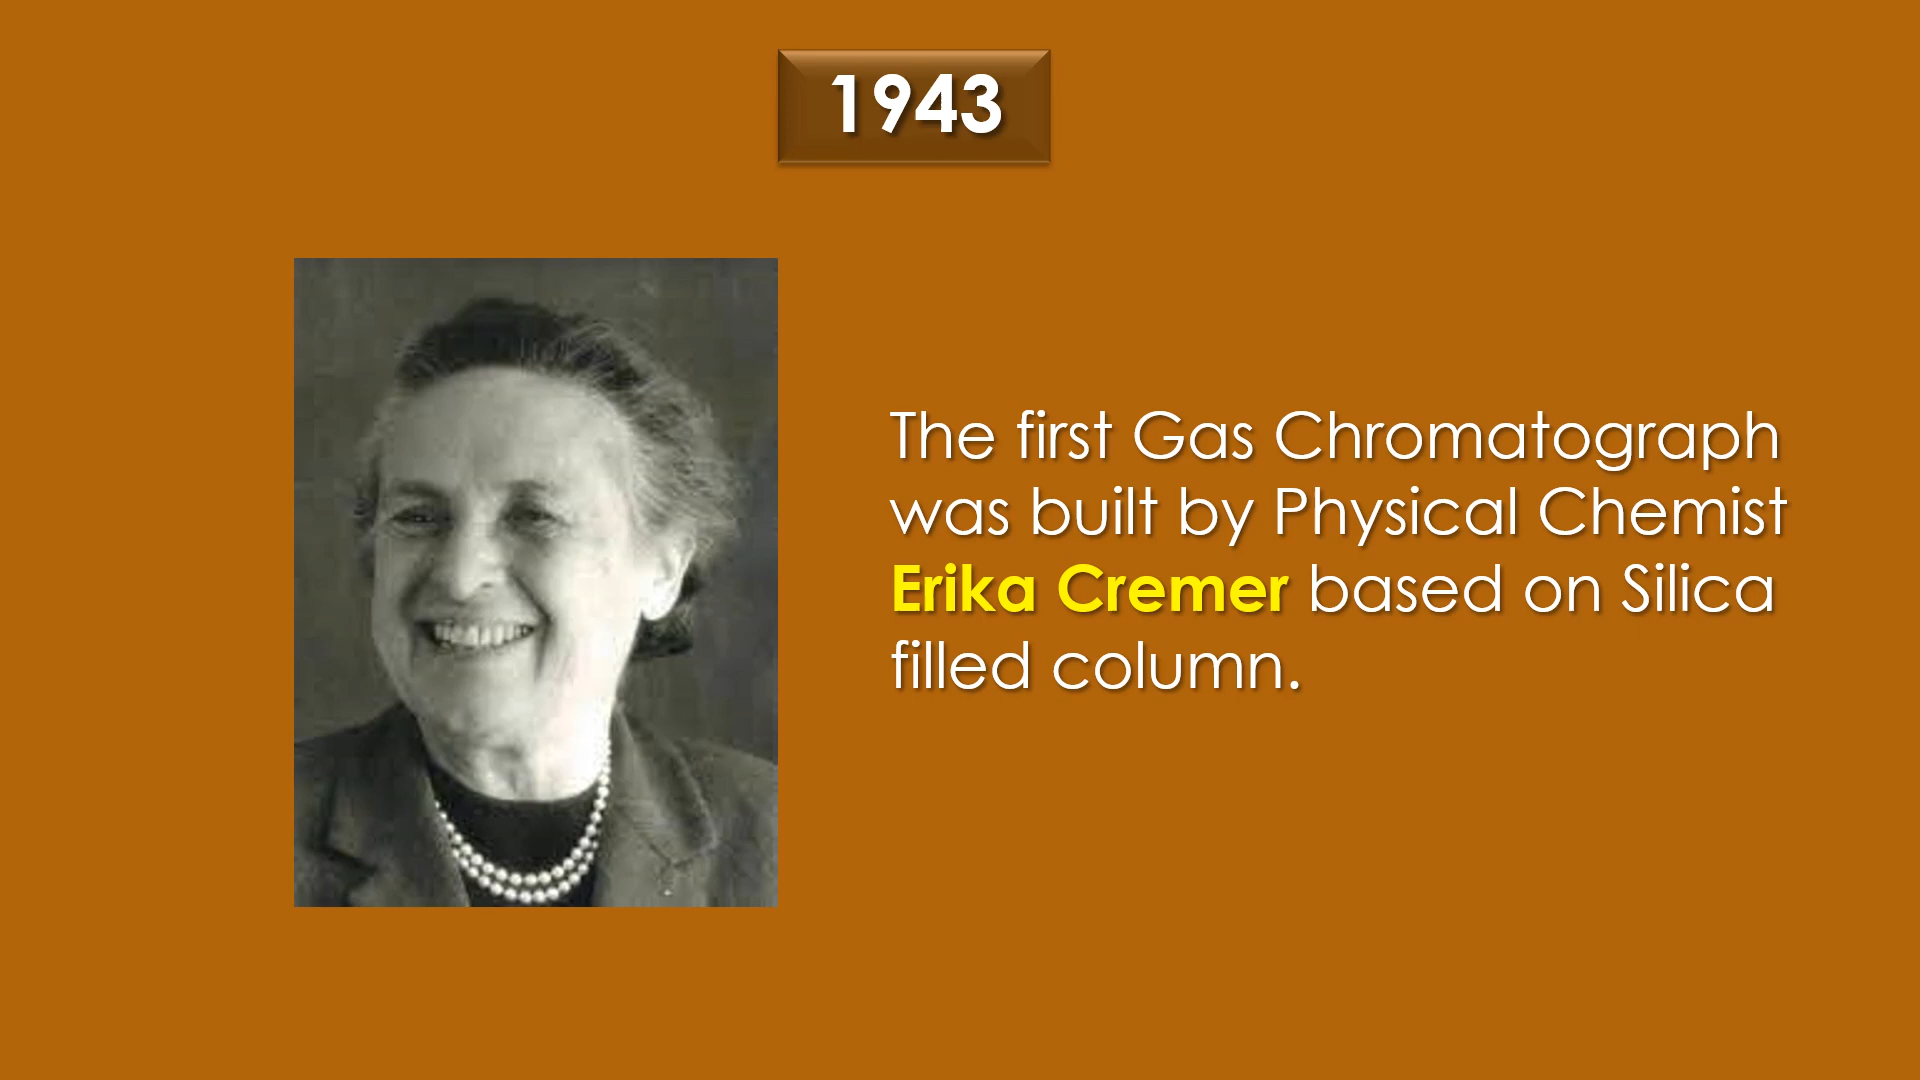 1943
The first Gas Chromatograph
was built by Physical Chemist
Erika Cremer based on Silica
filled column.